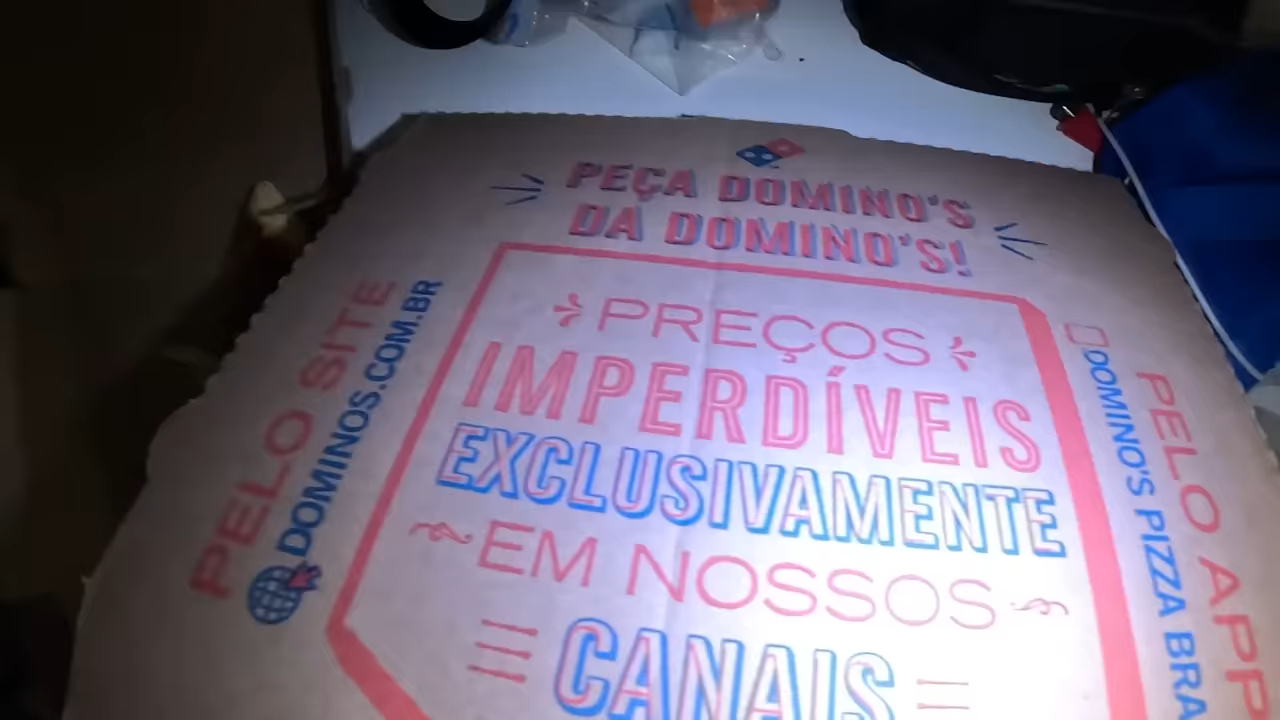 PEÇA DOMINO'S
DA DOMINO'S!
PREÇOS
IMPERDÍVEIS
EXCLUSIVAMENTE
EM NOSSOS
CANAIS
PELO SITE
DOMINOS.COM.BR
PELO APP
DOMINO'S PIZZA BRA